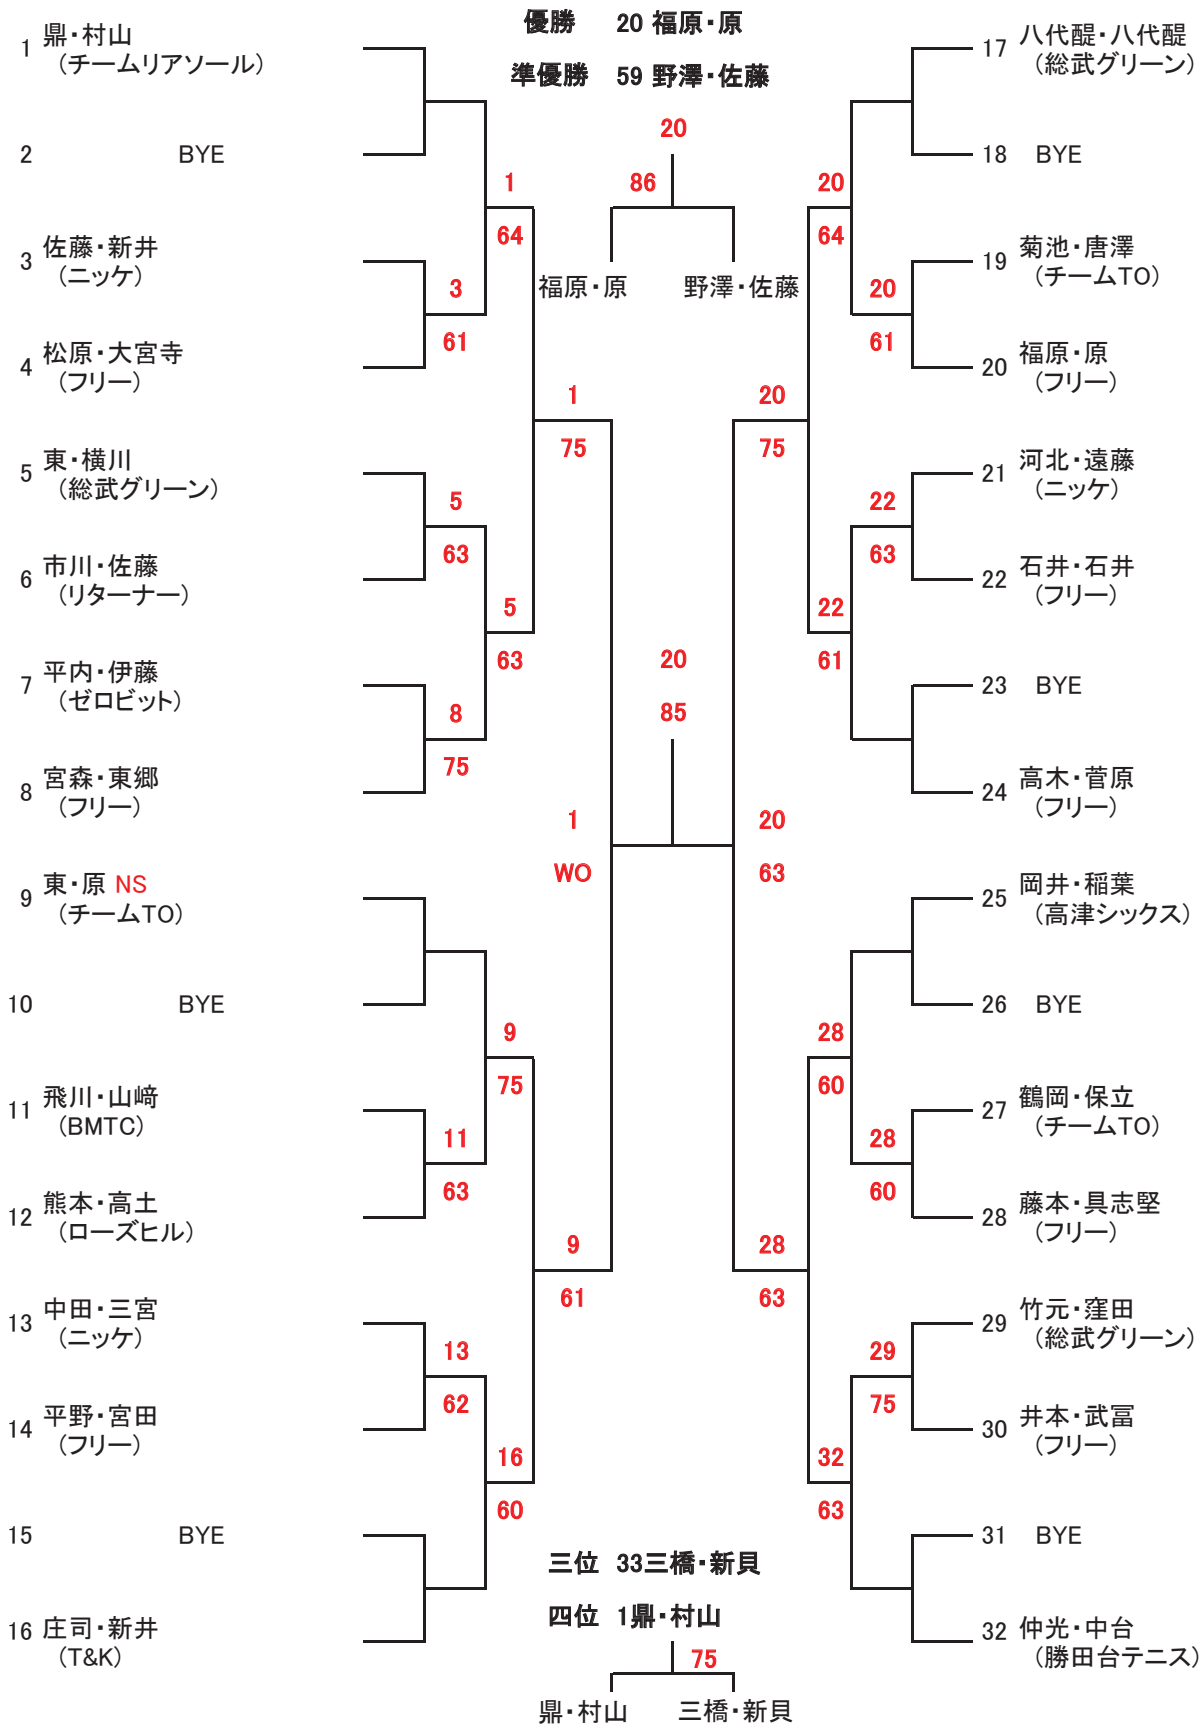 優勝 20 福原・原
準優勝 59 野澤・佐藤
20
86
福原・原 野澤・佐藤
1 鼎・村山
(チームリアソール)
2 BYE
1
64
3 佐藤・新井
(ニッケ)
3
61
4 松原・大宮寺
(フリー)
1
75
5 東・横川
(総武グリーン)
5
63
6 市川・佐藤
(リターナー)
5
63
7 平内・伊藤
(ゼロビット)
8
75
8 宮森・東郷
(フリー)
1
WO
9 東・原 NS
(チームTO)
10 BYE
9
75
11 飛川・山﨑
(BMTC)
11
63
12 熊本・高土
(ローズヒル)
9
61
13 中田・三宮
(ニッケ)
13
62
14 平野・宮田
(フリー)
16
60
15 BYE
16 庄司・新井
(T&K)
20
85
17 八代醍・八代醍
(総武グリーン)
18 BYE
20
64
19 菊池・唐澤
(チームTO)
20
61
20 福原・原
(フリー)
20
75
21 河北・遠藤
(ニッケ)
22
63
22 石井・石井
(フリー)
22
61
23 BYE
24 高木・菅原
(フリー)
20
63
25 岡井・稲葉
(高津シックス)
26 BYE
28
60
27 鶴岡・保立
(チームTO)
28
60
28 藤本・具志堅
(フリー)
28
63
29 竹元・窪田
(総武グリーン)
29
75
30 井本・武冨
(フリー)
32
63
31 BYE
32 仲光・中台
(勝田台テニス)
三位 33三橋・新貝
四位 1鼎・村山
75
鼎・村山 三橋・新貝